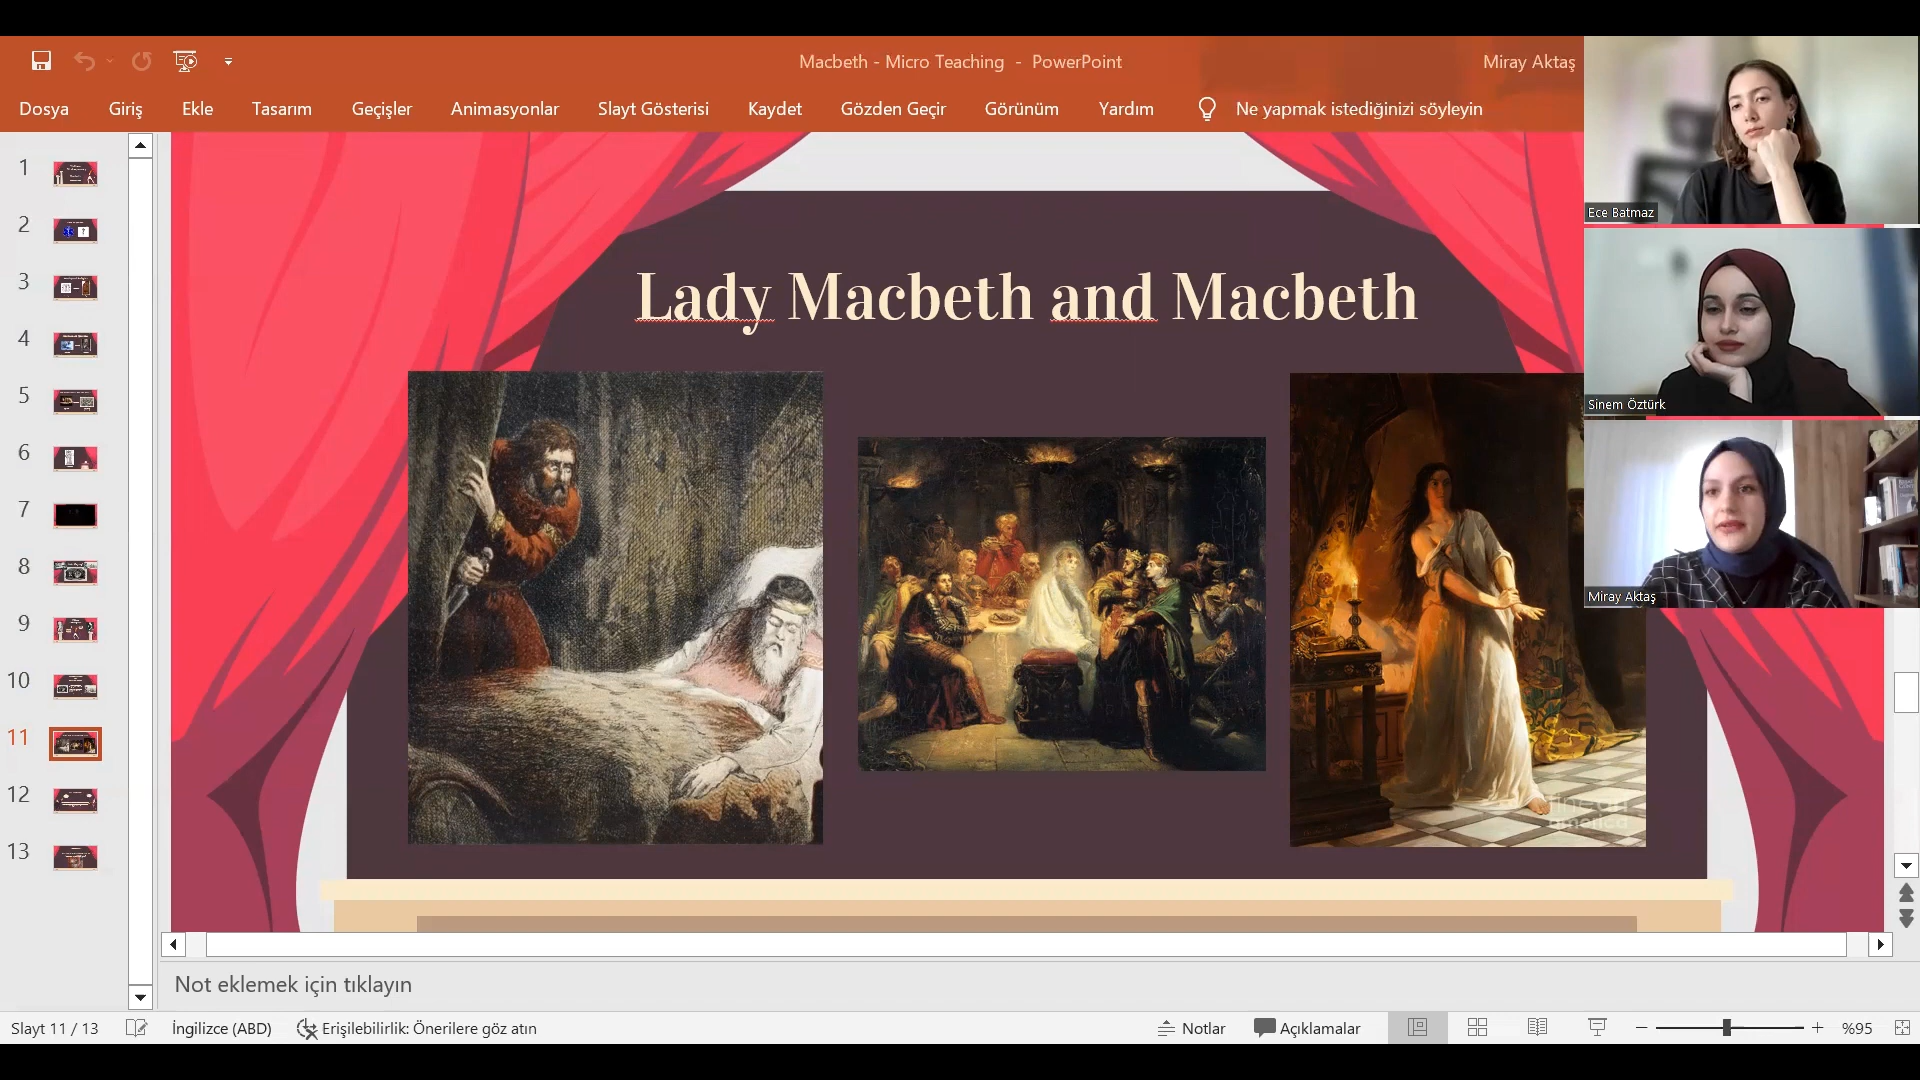 Macbeth - Micro Teaching - PowerPoint
Miray Aktaş
Dosya Giriş Ekle Tasarım Geçişler Animasyonlar Slayt Gösterisi Kaydet Gözden Geçir Görünüm Yardım Ne yapmak istediğinizi söyleyin
Ece Batmaz
Sinem Öztürk
Miray Aktaş
1
2
3
4
5
6
7
8
9
10
11
12
13
Lady Macbeth and Macbeth
america
Not eklemek için tıklayın
Slayt 11 / 13 İngilizce (ABD) Erişilebilirlik: Önerilere göz atın Notlar Açıklamalar %95